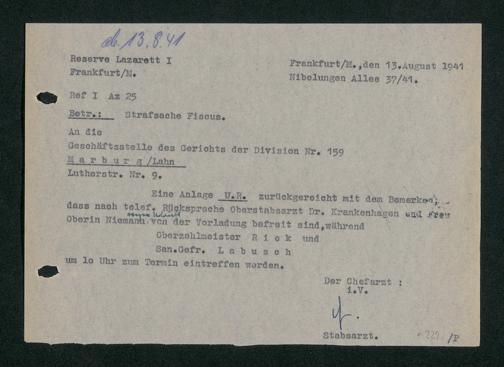 ab. 13.8.41
Reserve Lazarett I
Frankfurt/M.
Frankfurt/M.,den 13.August 1941
Nibelungen Allee 37/41.
Ref I Az 25
Betr.: Strafsache Fiscus.
An die
Geschäftsstelle des Gerichts der Division Nr. 159
Marburg/Lahn
Lutherstr. Nr. 9.
Eine Anlage U.R. zurückgereicht mit dem Bemerken,
dass nach telef. Rücksprache Oberstabsarzt Dr. Krankenhagen und Frau
Oberin Niemann von der Vorladung befreit sind,während
Oberzahlmeister Rick und
San.Gefr. Labusch
um 10 Uhr zum Termin eintreffen werden.
Der Chefarzt :
i.V.
Stabsarzt.